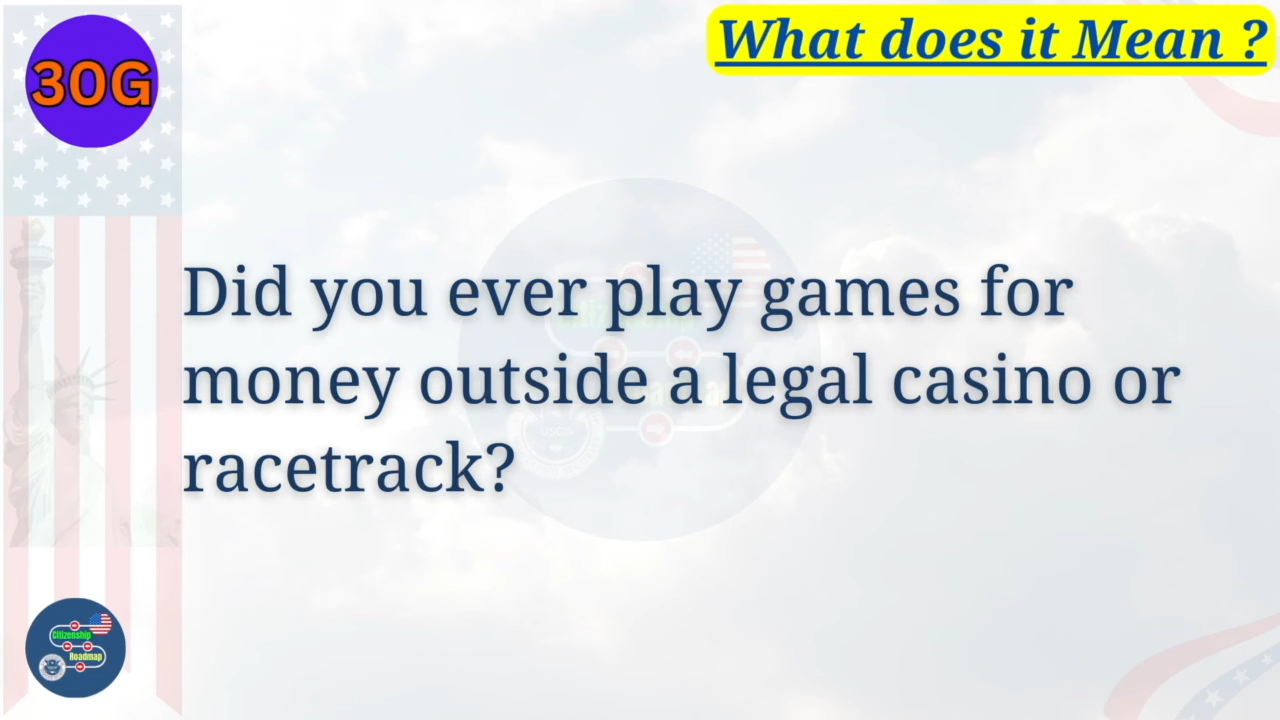 30G
What does it Mean ?
Did you ever play games for
money outside a legal casino or
racetrack?
Citizenship
Roadmap